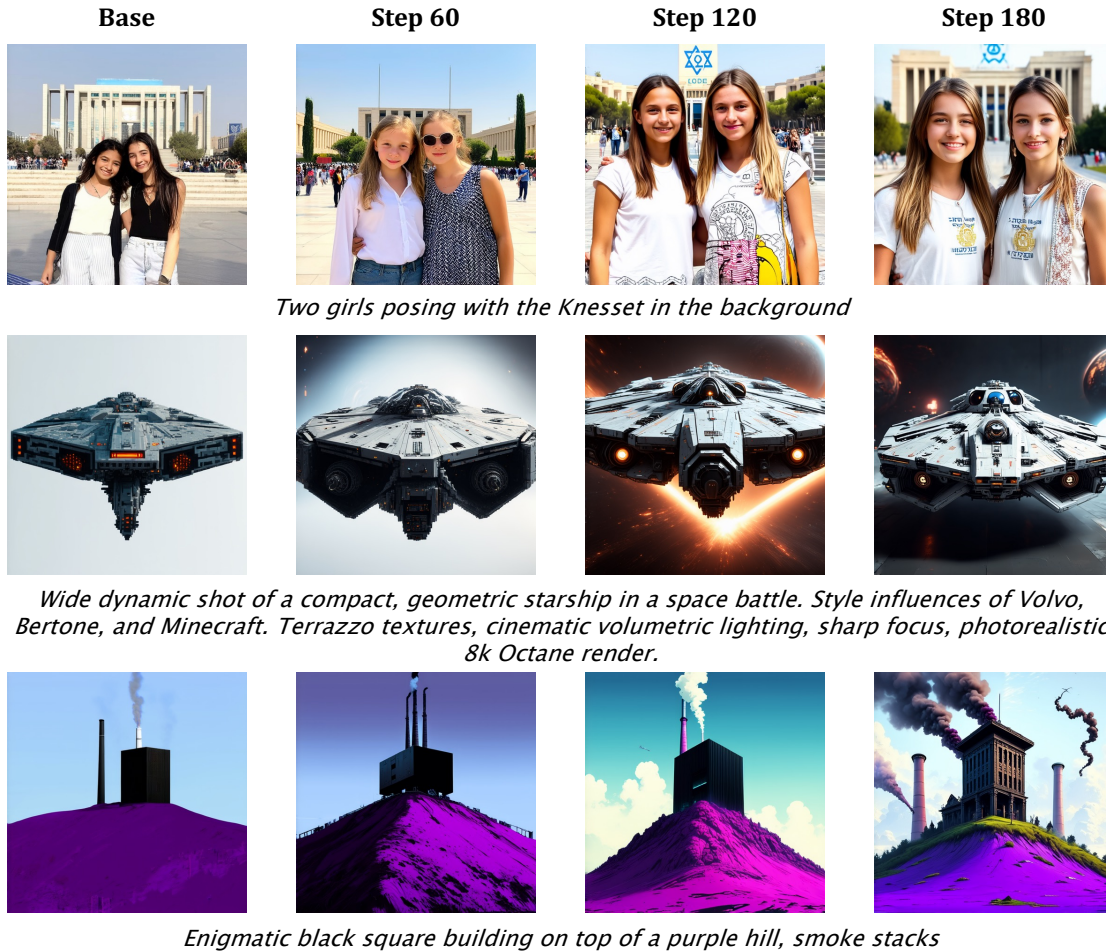 Base Step 60 Step 120 Step 180
Two girls posing with the Knesset in the background
Wide dynamic shot of a compact, geometric starship in a space battle. Style influences of Volvo,
Bertone, and Minecraft. Terrazzo textures, cinematic volumetric lighting, sharp focus, photorealistic
8k Octane render.
Enigmatic black square building on top of a purple hill, smoke stacks